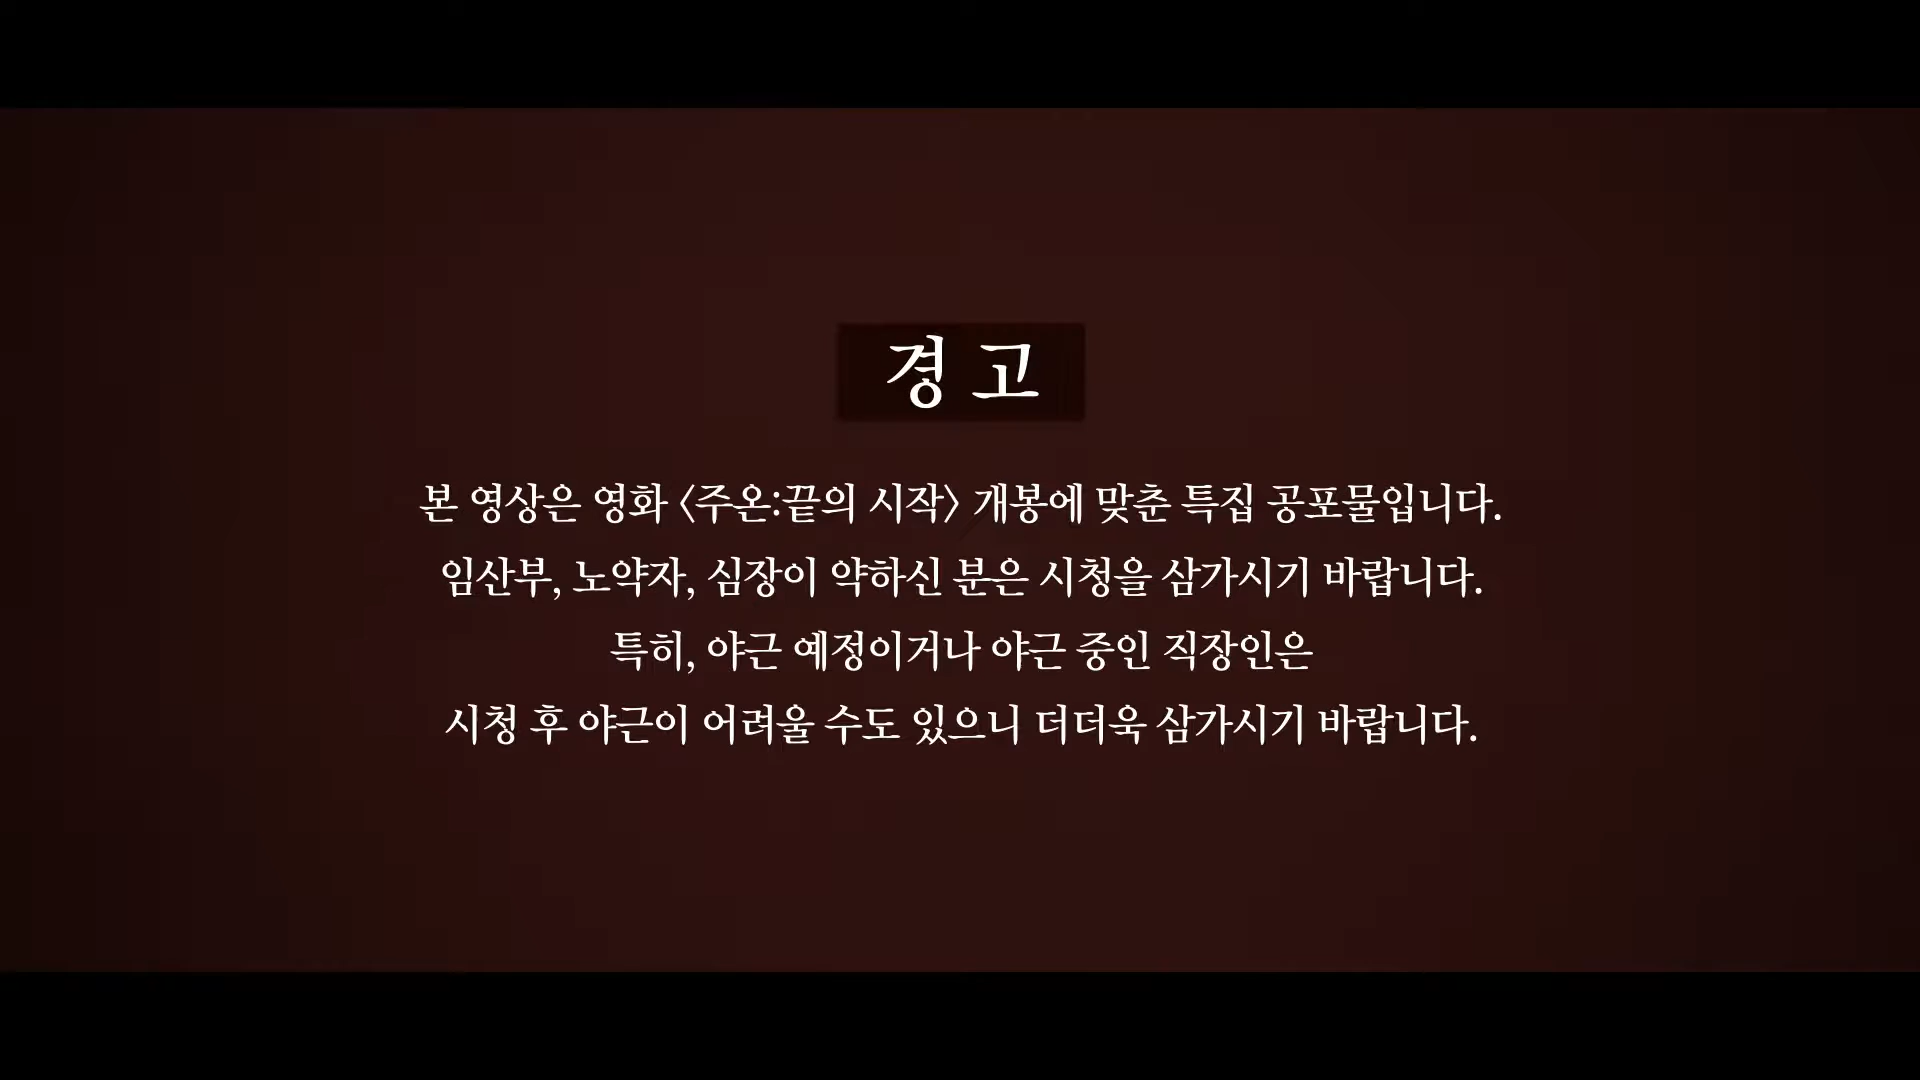 경고
본 영상은 영화 〈주온:끝의 시작〉 개봉에 맞춘 특집 공포물입니다.
임산부, 노약자, 심장이 약하신 분은 시청을 삼가시기 바랍니다.
특히, 야근 예정이거나 야근 중인 직장인은
시청 후 야근이 어려울 수도 있으니 더더욱 삼가시기 바랍니다.